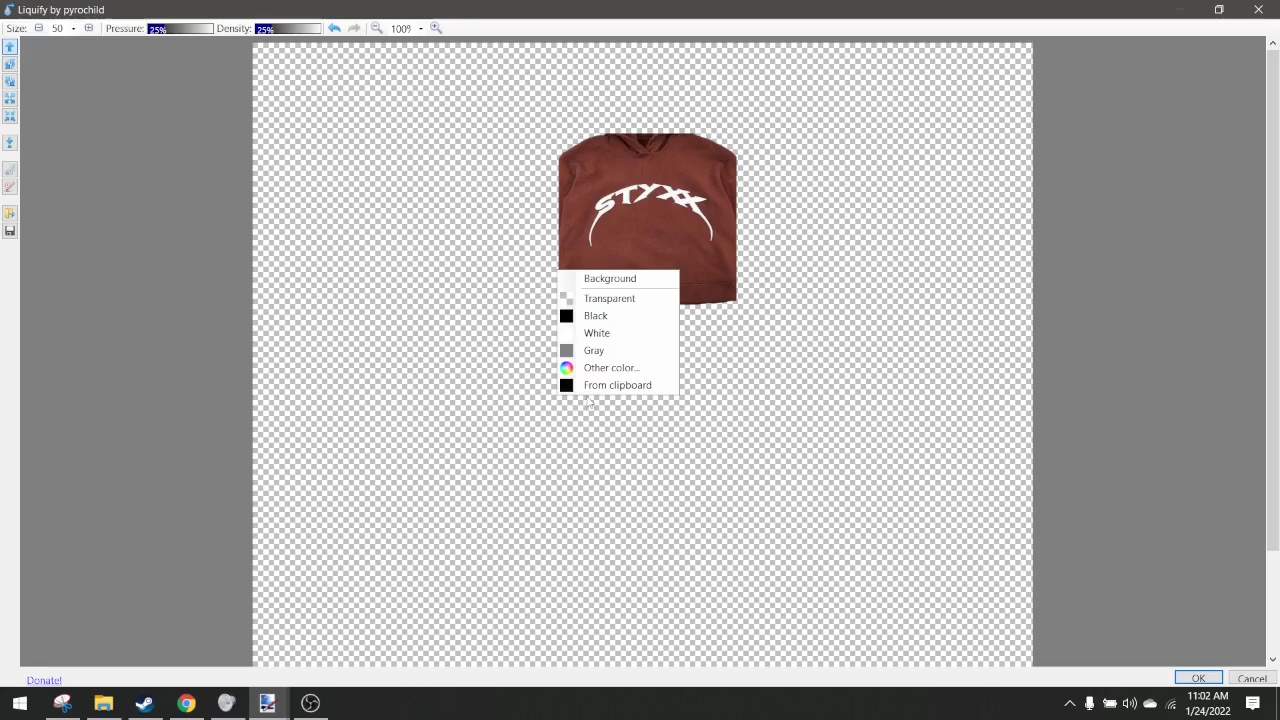 Liquify by pyrochild
Size: 50 Pressure: 25% Density: 25% 100%
STYXX
Background
Transparent
Black
White
Gray
Other color...
From clipboard
Donate!
OK Cancel
11:02 AM
1/24/2022